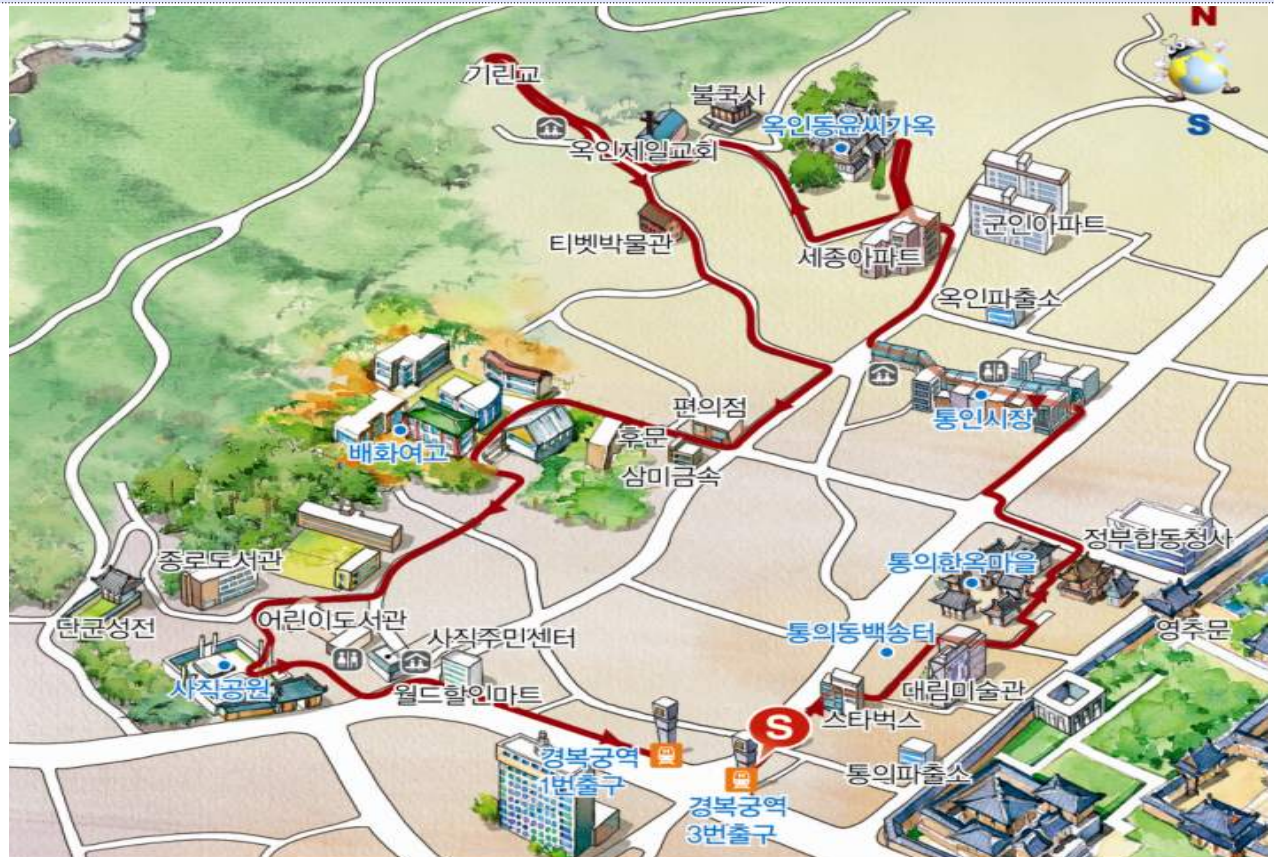 N
기린교
불국사
옥인동윤씨가옥
S
옥인제일교회
티벳박물관
세종아파트
군인아파트
옥인파출소
편의점
통인시장
후문
배화여고
삼미금속
정부합동청사
종로도서관
통의한옥마을
단군성전
어린이도서관
통의동백송터
영추문
사직주민센터
사직공원
월드할인마트
대림미술관
스타벅스
S
경복궁역
1번출구
통의파출소
경복궁역
3번출구